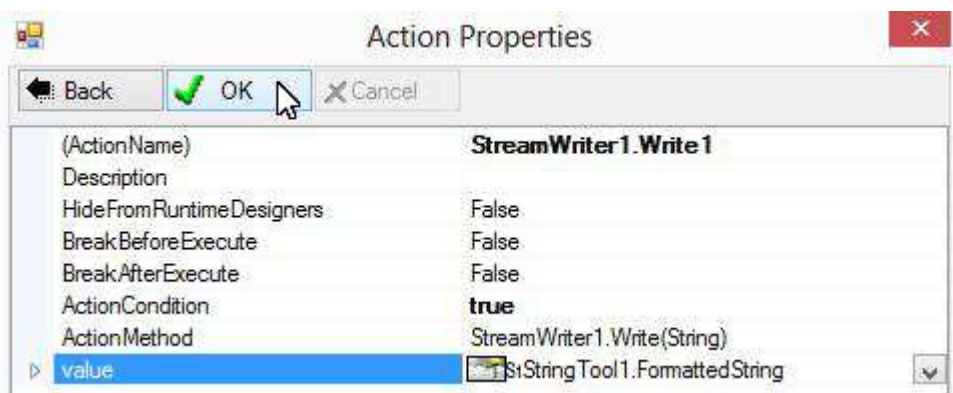 Action Properties
Back OK Cancel
(ActionName) StreamWriter1.Write1
Description
HideFromRuntimeDesigners False
BreakBeforeExecute False
BreakAfterExecute False
ActionCondition true
ActionMethod StreamWriter1.Write(String)
value StringTool1.FormattedString